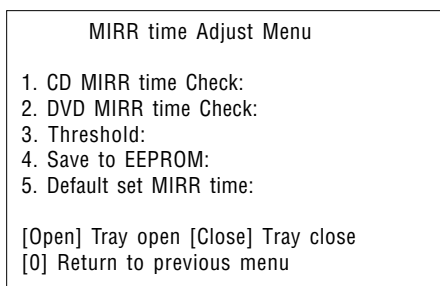 MIRR time Adjust Menu
1. CD MIRR time Check:
2. DVD MIRR time Check:
3. Threshold:
4. Save to EEPROM:
5. Default set MIRR time:
[Open] Tray open [Close] Tray close
[0] Return to previous menu